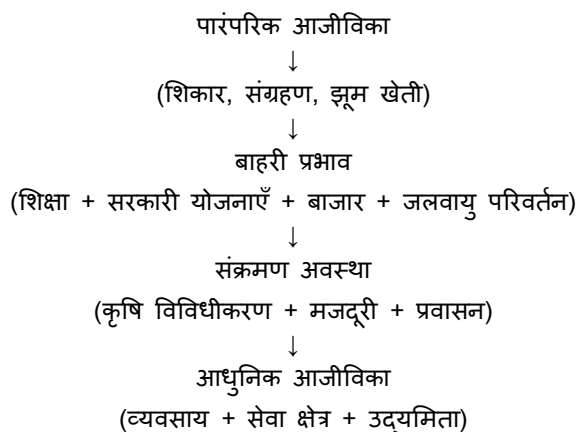 पारंपरिक आजीविका
↓
(शिकार, संग्रहण, झूम खेती)
↓
बाहरी प्रभाव
(शिक्षा + सरकारी योजनाएँ + बाजार + जलवायु परिवर्तन)
↓
संक्रमण अवस्था
(कृषि विविधीकरण + मजदूरी + प्रवासन)
↓
आधुनिक आजीविका
(व्यवसाय + सेवा क्षेत्र + उद्यमिता)